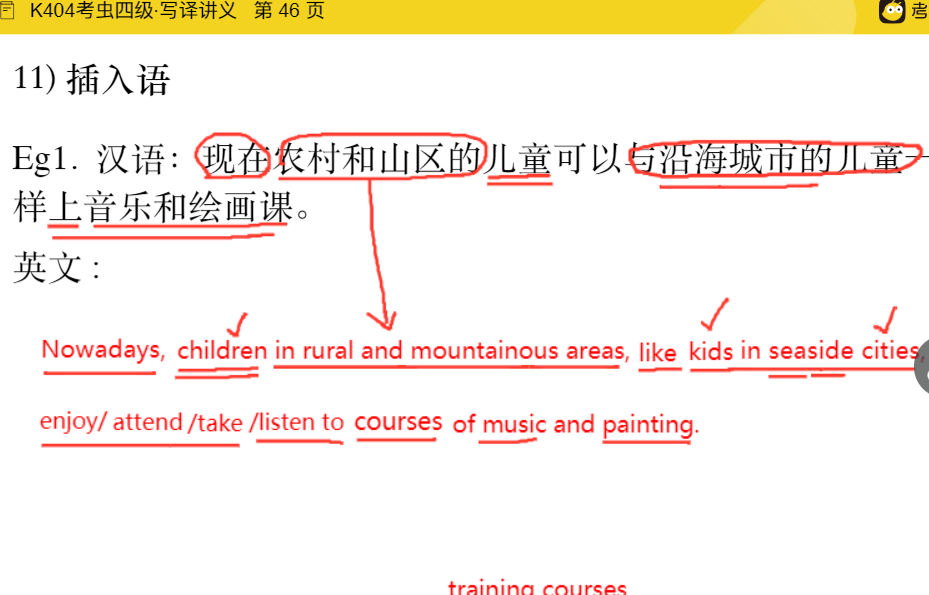 K404考虫四级·写译讲义 第 46 页
考
11) 插入语
Eg1. 汉语：现在农村和山区的儿童可以与沿海城市的儿童一
样上音乐和绘画课。
英文：
Nowadays, children in rural and mountainous areas, like kids in seaside cities,
enjoy/ attend /take /listen to courses of music and painting.
training courses